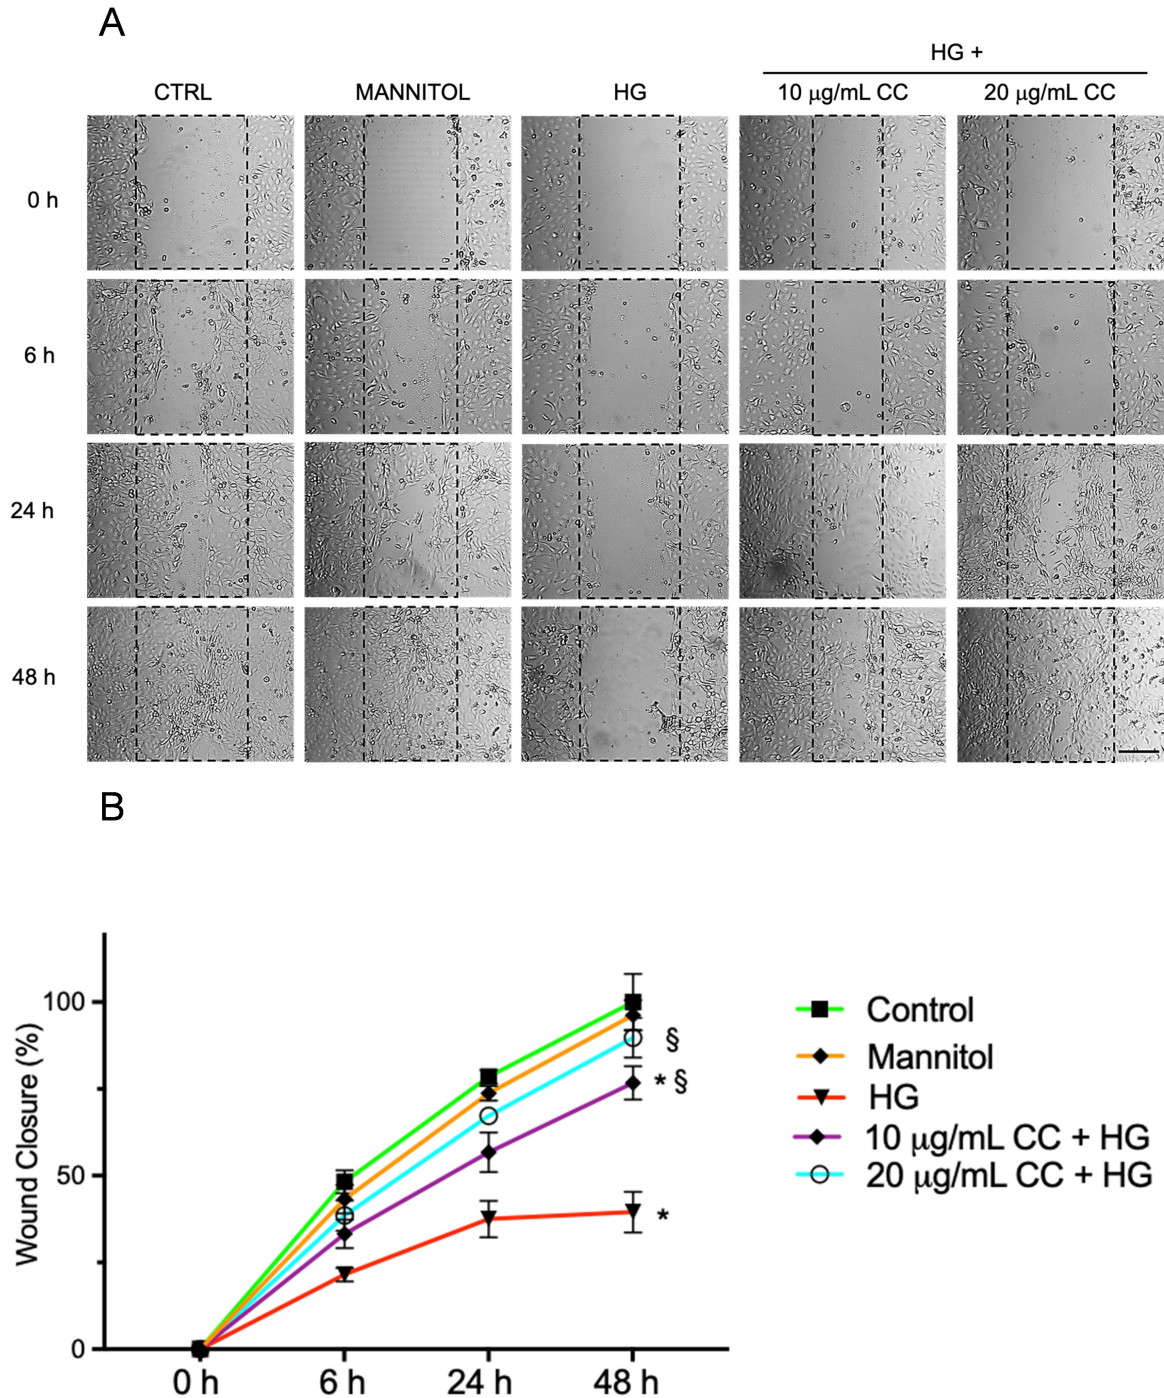 A
HG +
CTRL MANNITOL HG 10 µg/mL CC 20 µg/mL CC
0 h
6 h
24 h
48 h
B
Wound Closure (%)
100
50
0
0 h 6 h 24 h 48 h
§
* §
*
Control
Mannitol
HG
10 µg/mL CC + HG
20 µg/mL CC + HG